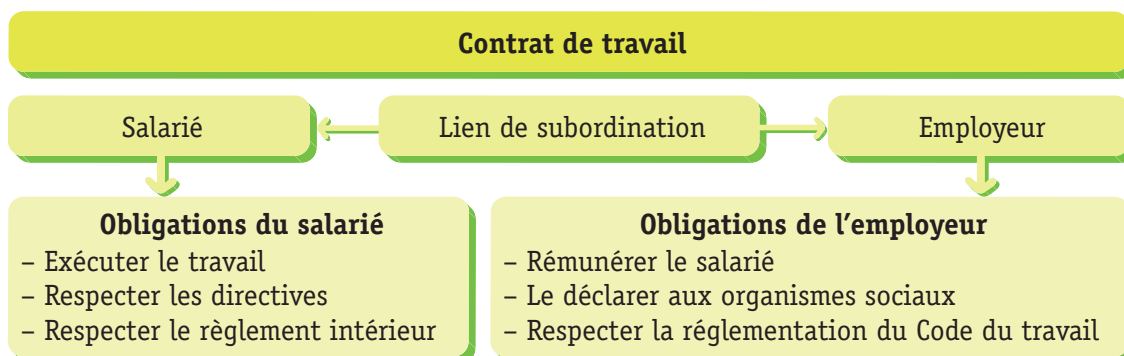 Contrat de travail
Salarié
Lien de subordination
Employeur
Obligations du salarié
– Exécuter le travail
– Respecter les directives
– Respecter le règlement intérieur
Obligations de l’employeur
– Rémunérer le salarié
– Le déclarer aux organismes sociaux
– Respecter la réglementation du Code du travail